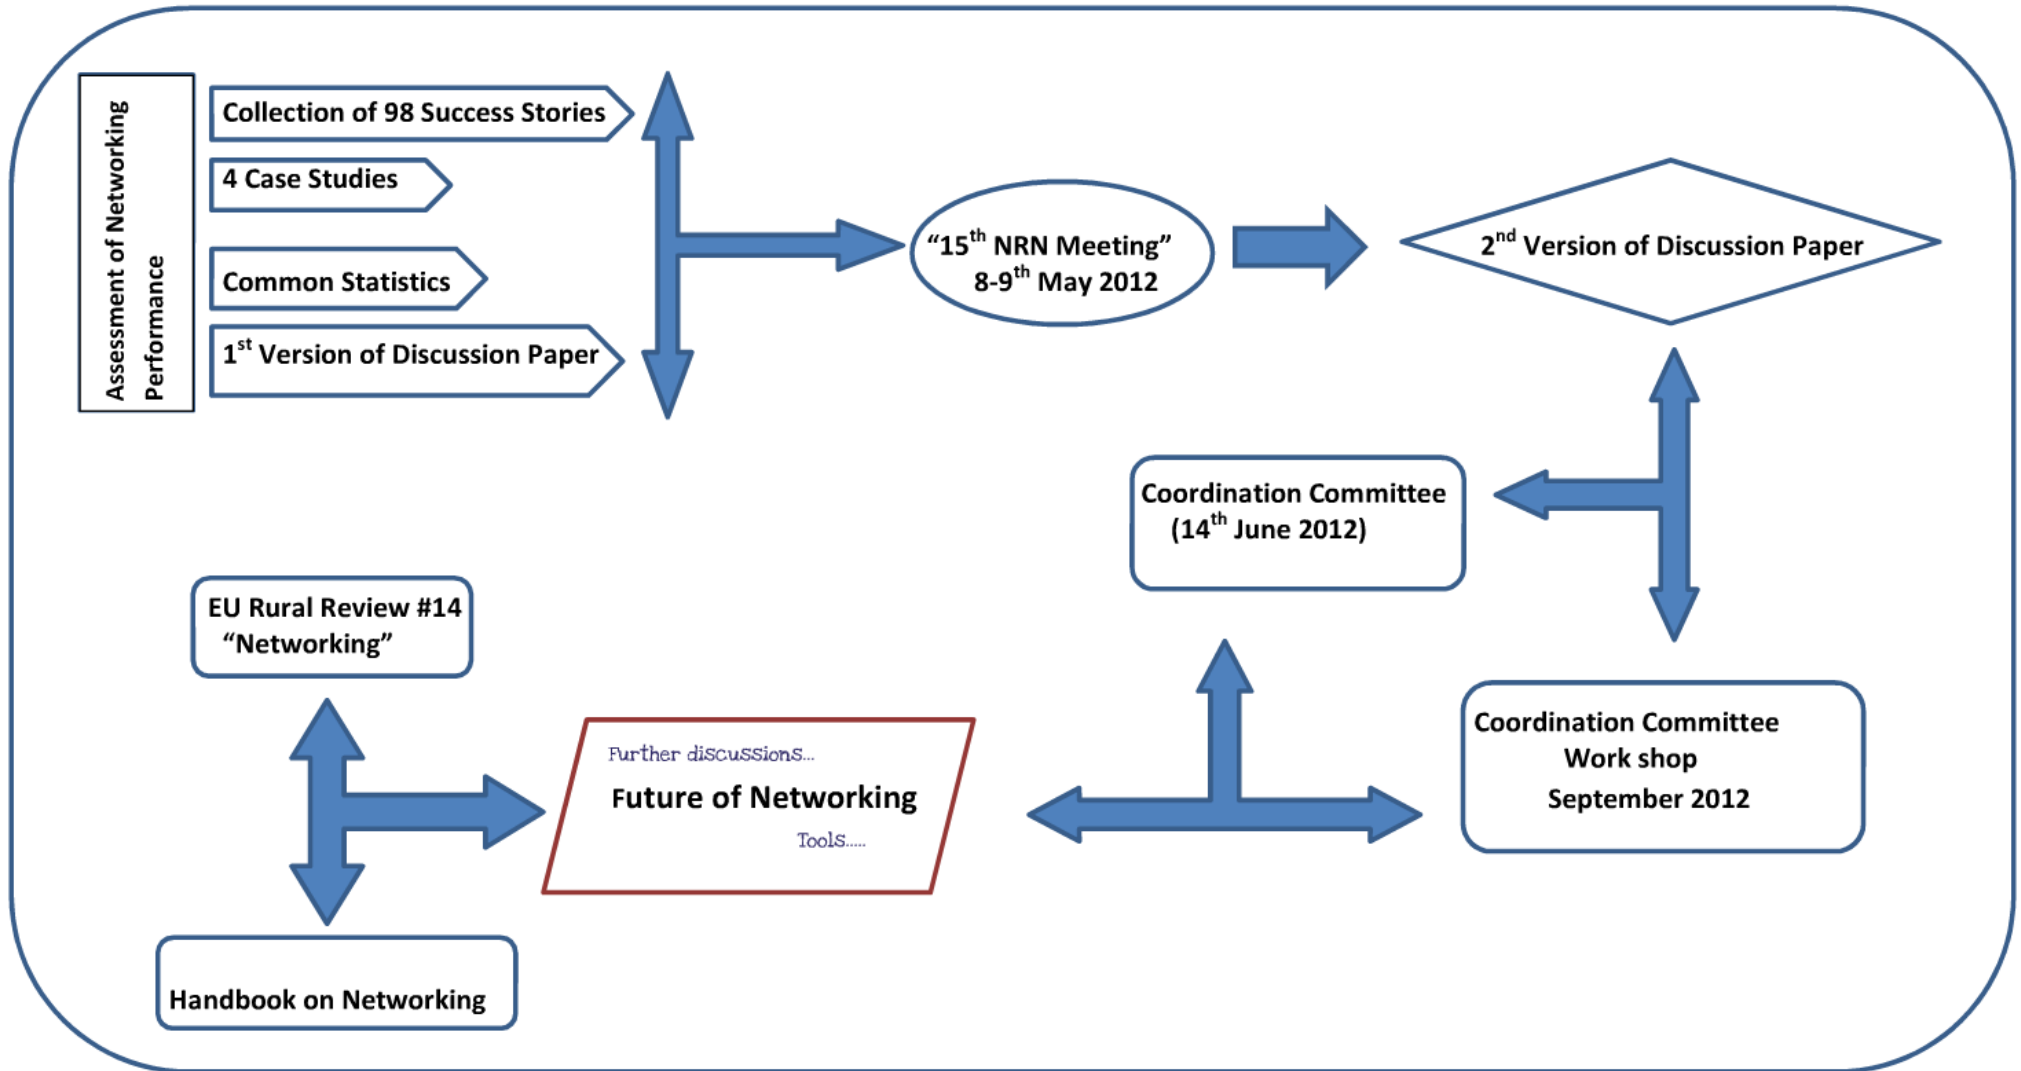 Assessment of Networking
Performance
Collection of 98 Success Stories
4 Case Studies
Common Statistics
1st Version of Discussion Paper
“15th NRN Meeting”
8-9th May 2012
2nd Version of Discussion Paper
Coordination Committee
(14th June 2012)
Coordination Committee
Work shop
September 2012
Further discussions...
Future of Networking
Tools.....
EU Rural Review #14
“Networking”
Handbook on Networking